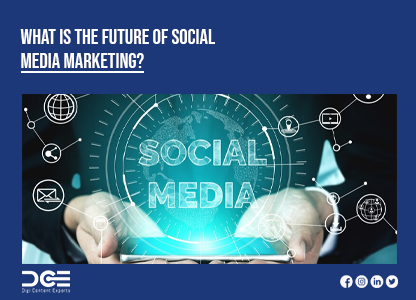 WHAT IS THE FUTURE OF SOCIAL
MEDIA MARKETING?
SOCIAL
MEDIA
DCE
Digi Content Experts